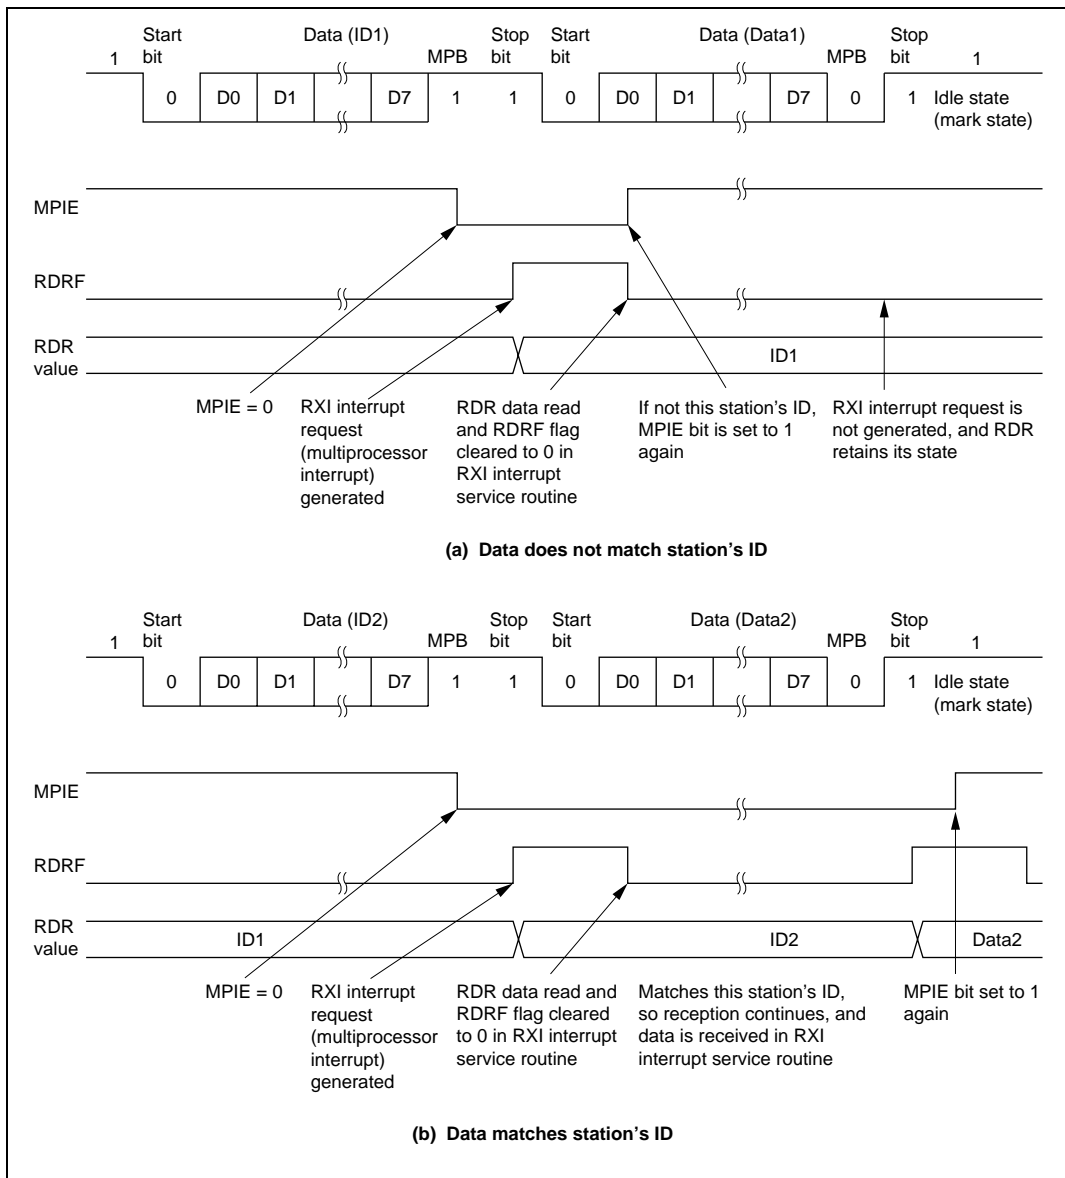 Start bit Data (ID1) Stop bit Start bit Data (Data1) Stop bit
1 MPB MPB 1
0 D0 D1 D7 1 1 0 D0 D1 D7 0 1 Idle state (mark state)
MPIE
RDRF
RDR value
ID1
MPIE = 0
RXI interrupt
request
(multiprocessor
interrupt)
generated
RDR data read
and RDRF flag
cleared to 0 in
RXI interrupt
service routine
If not this station's ID,
MPIE bit is set to 1
again
RXI interrupt request is
not generated, and RDR
retains its state
(a) Data does not match station's ID
Start bit Data (ID2) Stop bit Start bit Data (Data2) Stop bit
1 MPB MPB 1
0 D0 D1 D7 1 1 0 D0 D1 D7 0 1 Idle state (mark state)
MPIE
RDRF
RDR value
ID1 ID2 Data2
MPIE = 0
RXI interrupt
request
(multiprocessor
interrupt)
generated
RDR data read and
RDRF flag cleared
to 0 in RXI interrupt
service routine
Matches this station's ID,
so reception continues, and
data is received in RXI
interrupt service routine
MPIE bit set to 1
again
(b) Data matches station's ID